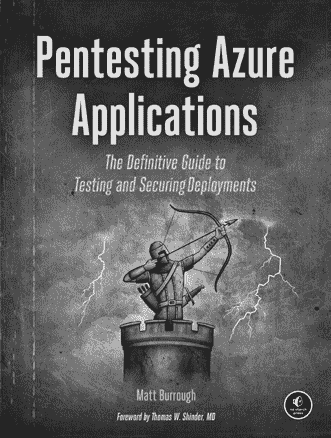 Pentesting Azure
Applications
The Definitive Guide to
Testing and Securing Deployments
Matt Burrough
Foreword by Thomas W. Shinder, MD